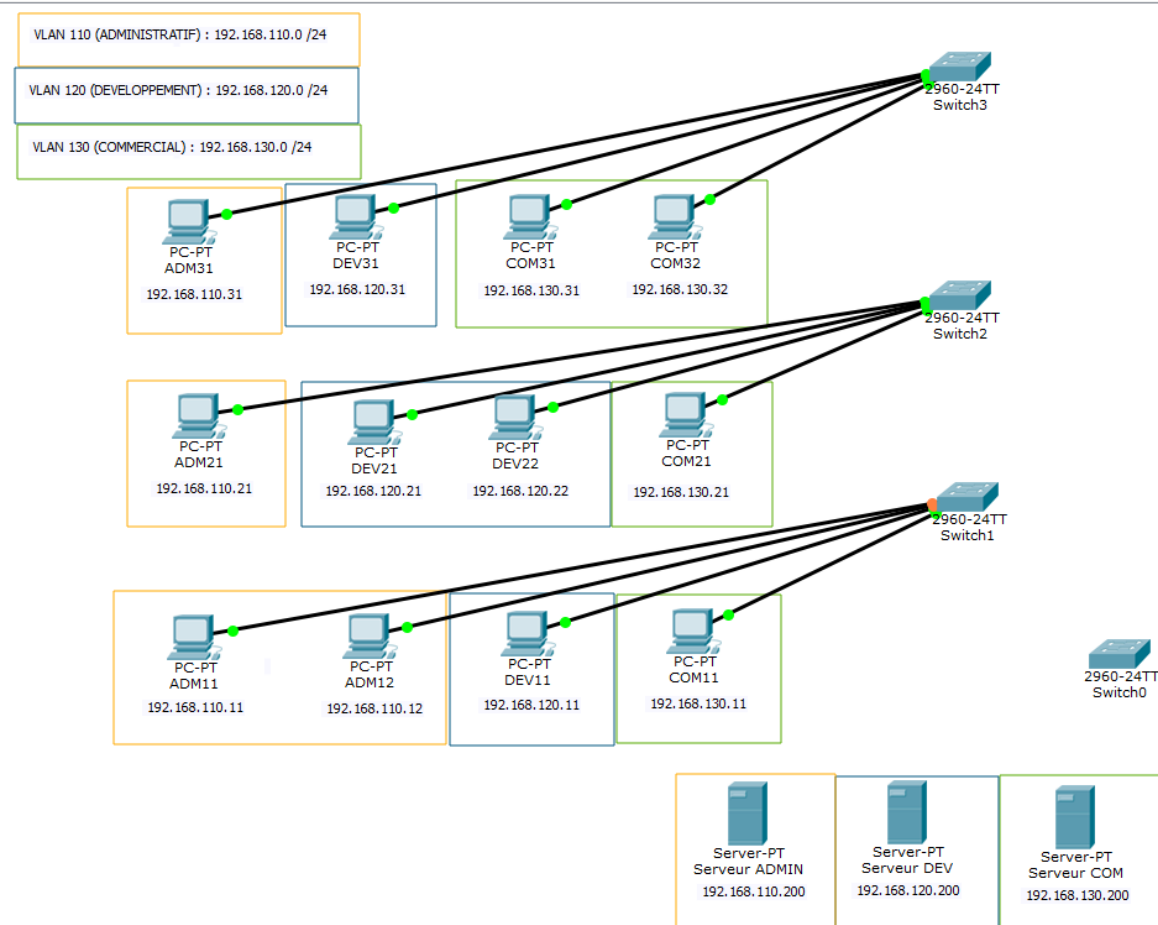 VLAN 110 (ADMINISTRATIF) : 192.168.110.0 /24
VLAN 120 (DEVELOPPEMENT) : 192.168.120.0 /24
VLAN 130 (COMMERCIAL) : 192.168.130.0 /24
2960-24TT
Switch3
PC-PT
ADM31
192.168.110.31
PC-PT
DEV31
192.168.120.31
PC-PT
COM31
192.168.130.31
PC-PT
COM32
192.168.130.32
2960-24TT
Switch2
PC-PT
ADM21
192.168.110.21
PC-PT
DEV21
192.168.120.21
PC-PT
DEV22
192.168.120.22
PC-PT
COM21
192.168.130.21
2960-24TT
Switch1
PC-PT
ADM11
192.168.110.11
PC-PT
ADM12
192.168.110.12
PC-PT
DEV11
192.168.120.11
PC-PT
COM11
192.168.130.11
2960-24TT
Switch0
Server-PT
Serveur ADMIN
192.168.110.200
Server-PT
Serveur DEV
192.168.120.200
Server-PT
Serveur COM
192.168.130.200